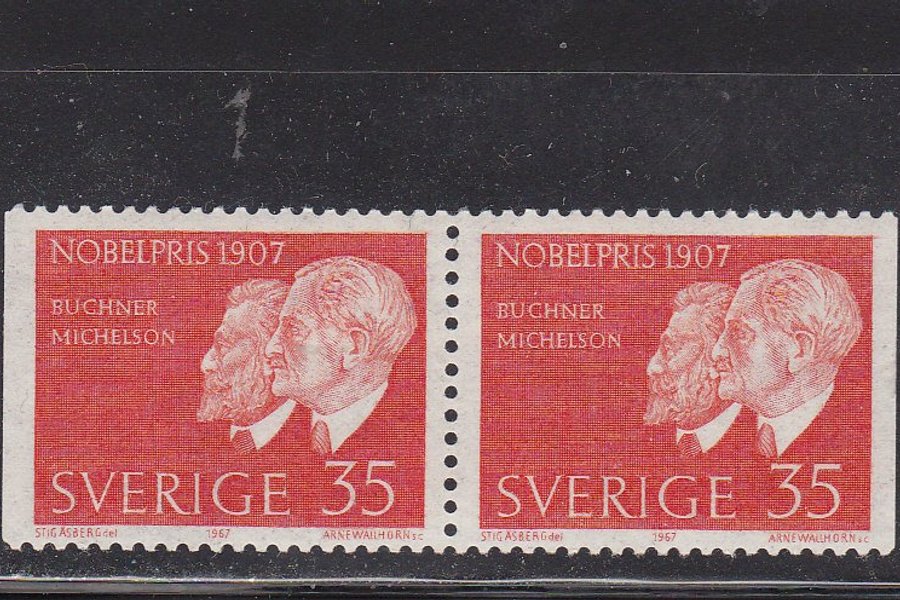 NOBELPRIS 1907
BUCHNER
MICHELSON
SVERIGE 35
STIG ÅSBERG del 1967 ARNE WALLHORN sc
NOBELPRIS 1907
BUCHNER
MICHELSON
SVERIGE 35
STIG ÅSBERG del 1967 ARNE WALLHORN sc